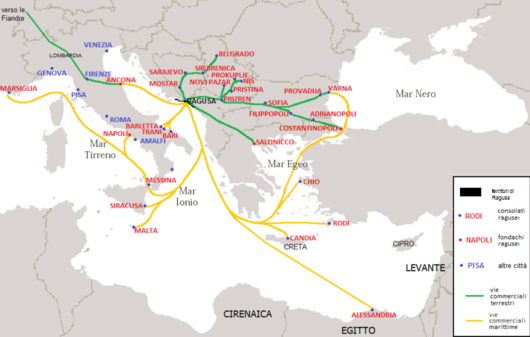 verso le
Fiandre
LOMBARDIA
VENEZIA
GENOVA
MARSIGLIA
FIRENZE
PISA
ANCONA
ROMA
NAPOLI
BARLETTA
TRANI
BARI
AMALFI
Mar
Tirreno
MESSINA
SIRACUSA
MALTA
Mar
Ionio
BELGRADO
SARAJEVO
SREBRENICA
MOSTAR
NOVI PAZAR
PROKUPLJE
NIS
PRISTINA
PRIZREN
RAGUSA
SOFIA
PROVADIJA
VARNA
FILIPPOPOLI
ADRIANOPOLI
COSTANTINOPOLI
SALONICCO
Mar Nero
Mar Egeo
CHIO
RODI
CANDIA
CRETA
CIPRO
LEVANTE
ALESSANDRIA
CIRENAICA
EGITTO
territori di
Ragusa
RODI
consolati
ragusei
NAPOLI
fondachi
ragusei
PISA
altre città
vie
commerciali
terrestri
vie
commerciali
marittime